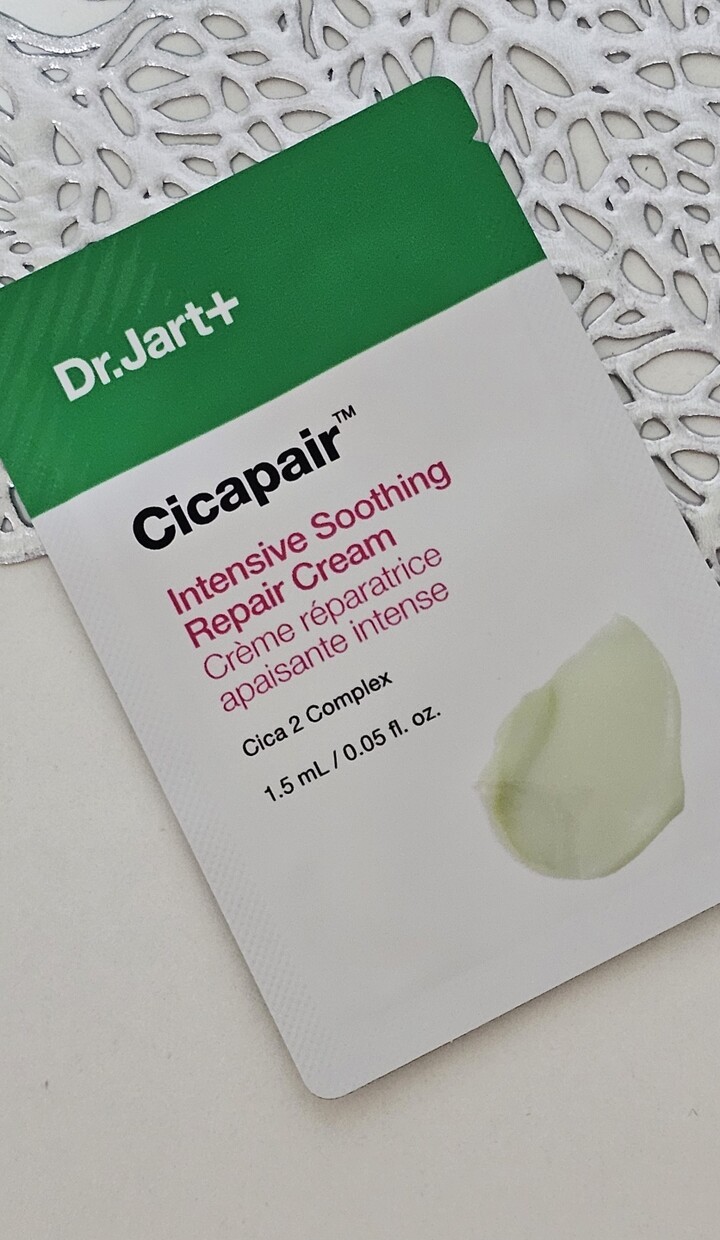 Dr.Jart+
Cicapair™
Intensive Soothing
Repair Cream
Crème réparatrice
apaisante intense
Cica 2 Complex
1.5 mL / 0.05 fl. oz.